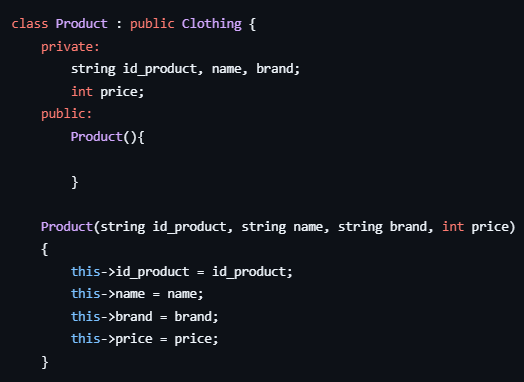 class Product : public Clothing {
private:
string id_product, name, brand;
int price;
public:
Product(){
}
Product(string id_product, string name, string brand, int price)
{
this->id_product = id_product;
this->name = name;
this->brand = brand;
this->price = price;
}